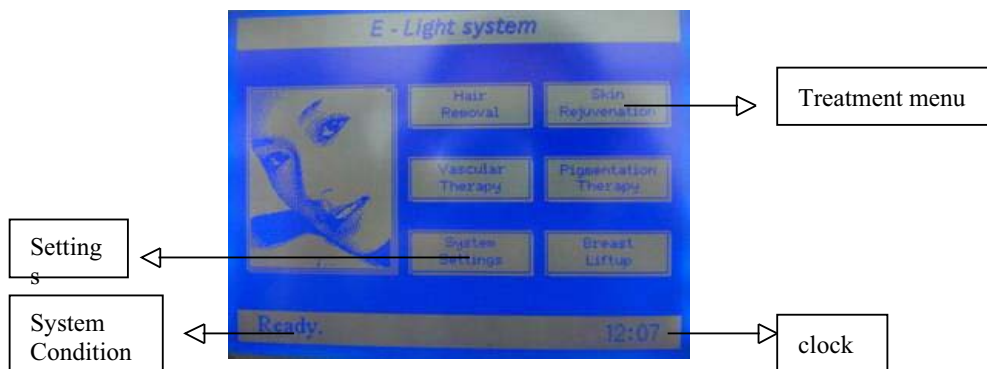 E - Light system
Hair
Removal
Skin
Rejuvenation
Treatment menu
Vascular
Therapy
Pigmentation
Therapy
Setting
s
System
Settings
Breast
Liftup
System
Condition
Ready.
12:07
clock